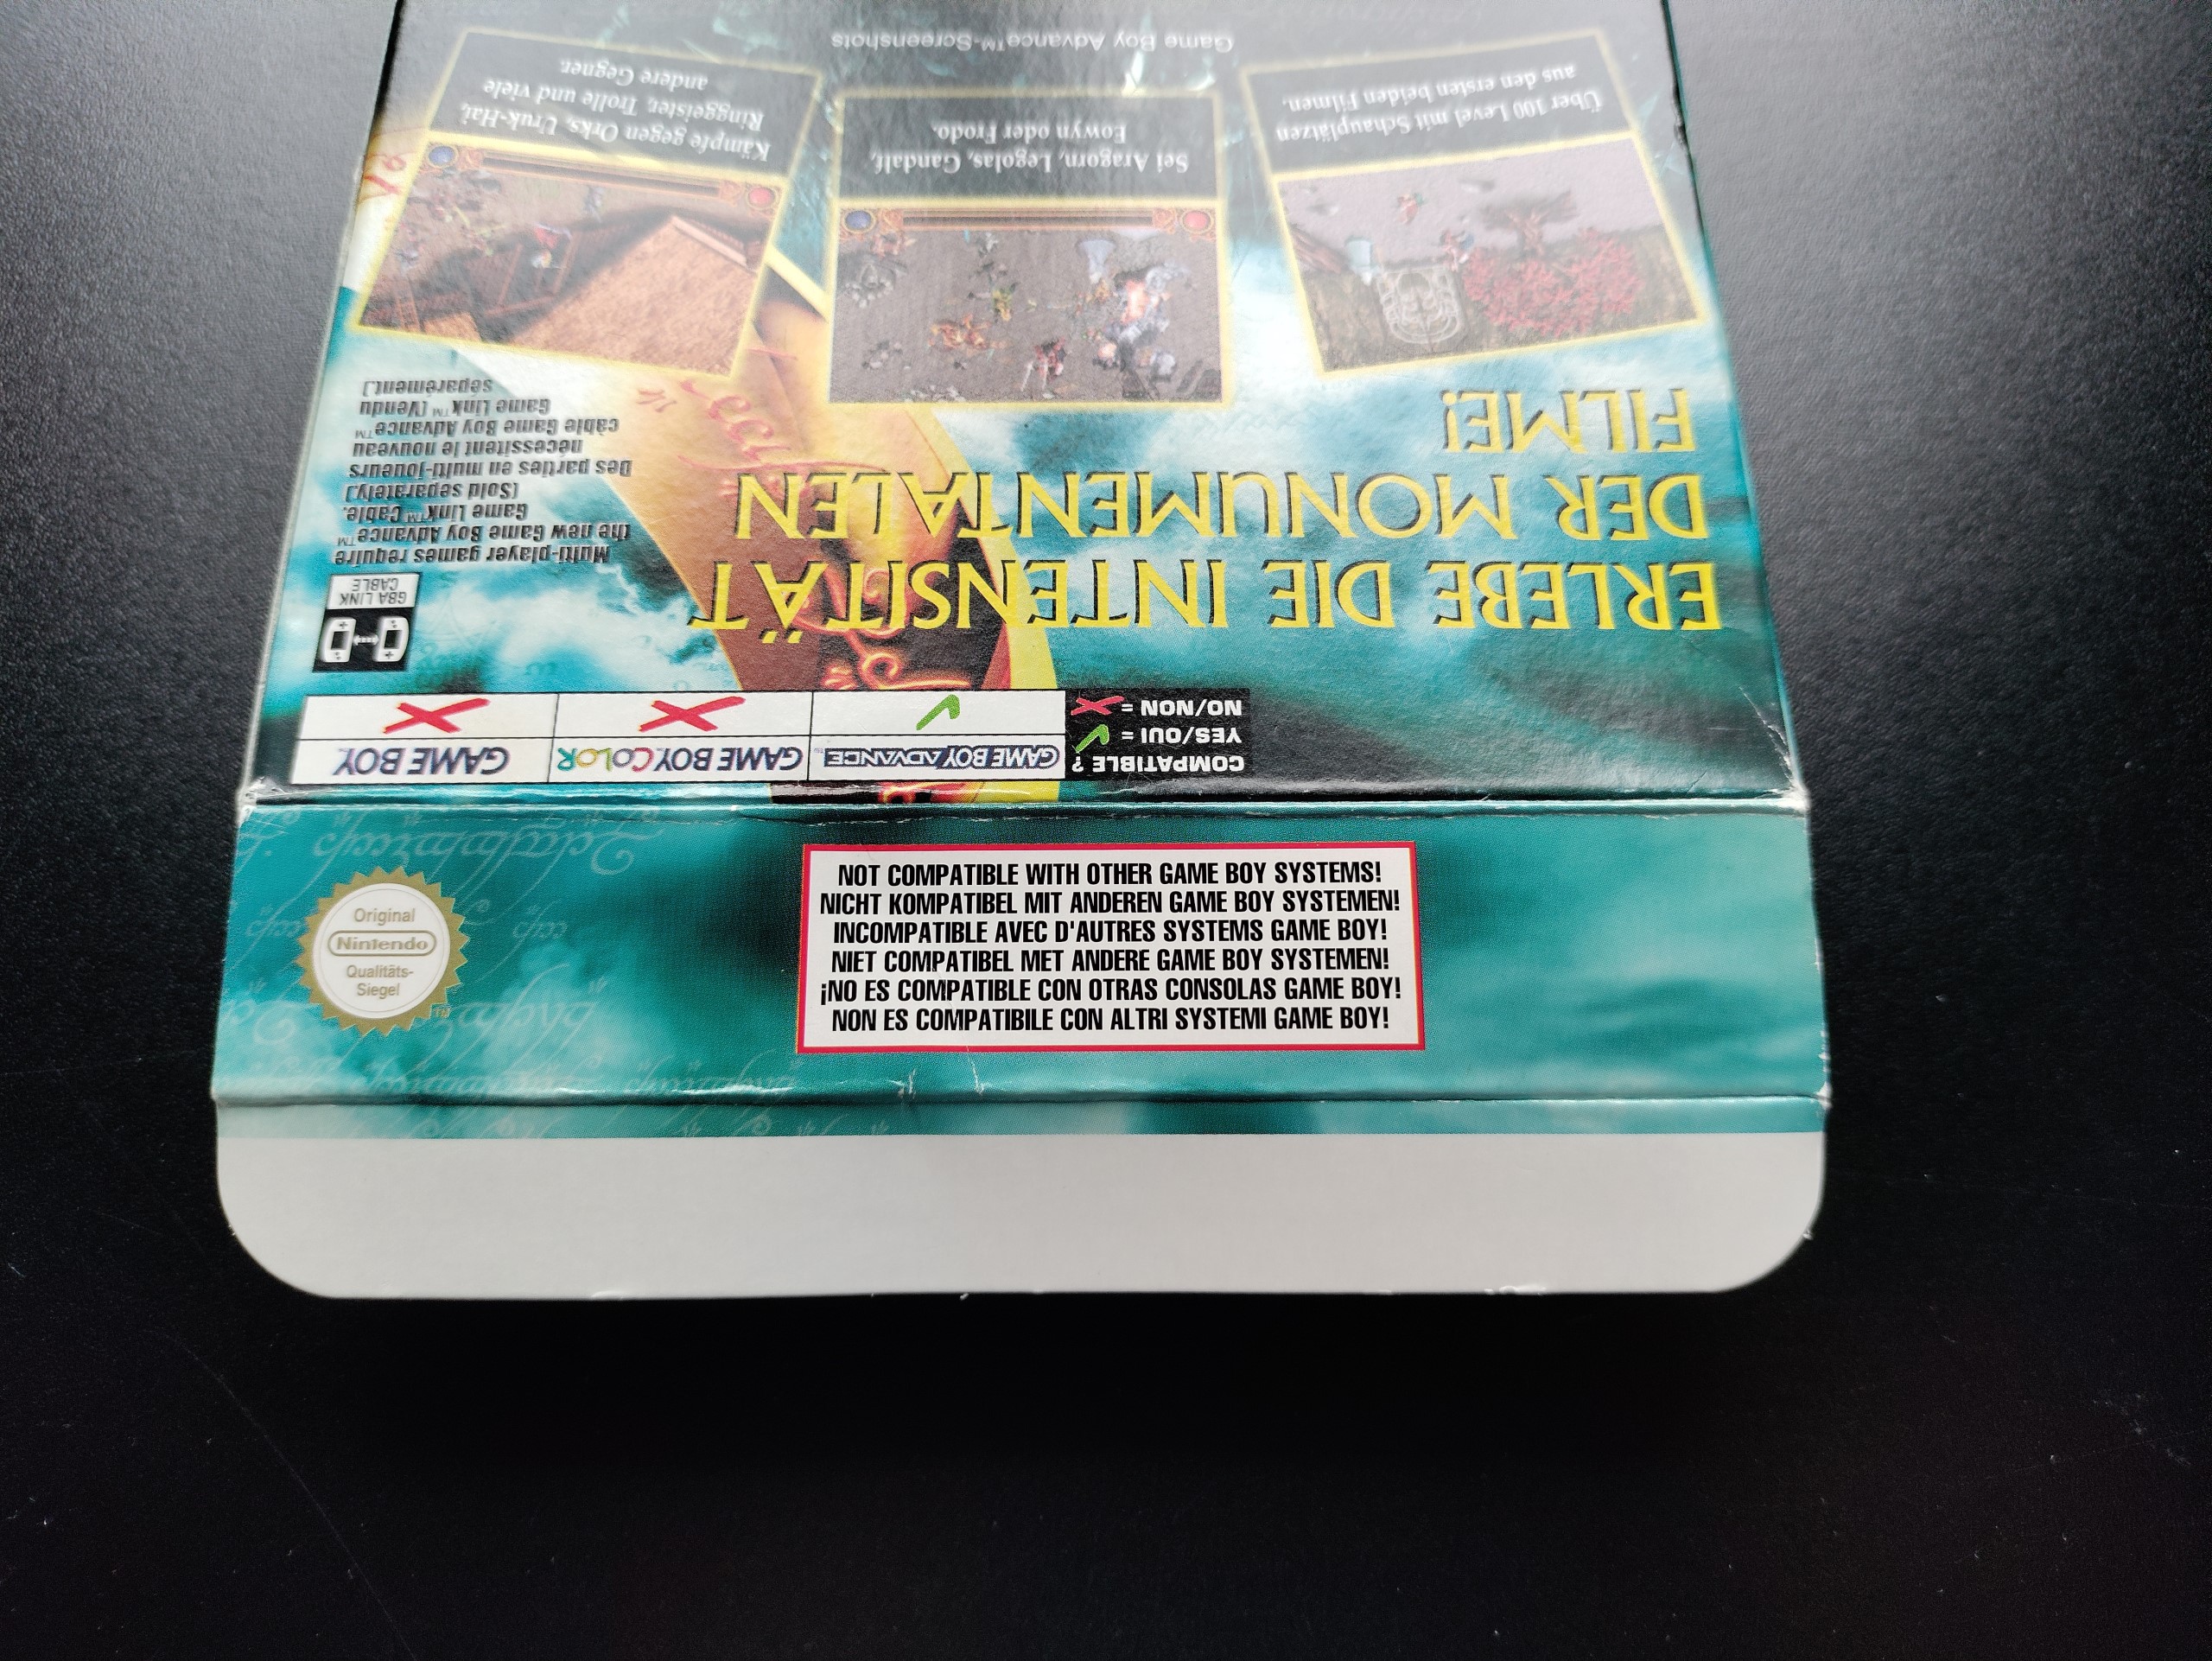 Game Boy Advance™-Screenshots
Über 100 Level mit Schauplätzen
aus den ersten beiden Filmen.
Sei Aragorn, Legolas, Gandalf,
Eowyn oder Frodo.
Kämpfe gegen Orks, Uruk-Hai,
Ringgeister, Trolle und viele
andere Gegner.
ERLEBE DIE INTENSITÄT
DER MONUMENTALEN
FILME!
GBA LINK
CABLE
Multi-player games require
the new Game Boy Advance™
Game Link™ Cable.
(Sold separately.)
Des parties en multi-joueurs
nécessitent le nouveau
câble Game Boy Advance™
Game Link™ (Vendu
séparément.)
COMPATIBLE ?
YES/OUI =
NO/NON =
GAME BOY ADVANCE™
GAME BOY COLOR
GAME BOY™
Original
Nintendo
Qualitäts-
Siegel
NOT COMPATIBLE WITH OTHER GAME BOY SYSTEMS!
NICHT KOMPATIBEL MIT ANDEREN GAME BOY SYSTEMEN!
INCOMPATIBLE AVEC D'AUTRES SYSTEMS GAME BOY!
NIET COMPATIBEL MET ANDERE GAME BOY SYSTEMEN!
¡NO ES COMPATIBLE CON OTRAS CONSOLAS GAME BOY!
NON ES COMPATIBILE CON ALTRI SYSTEMI GAME BOY!